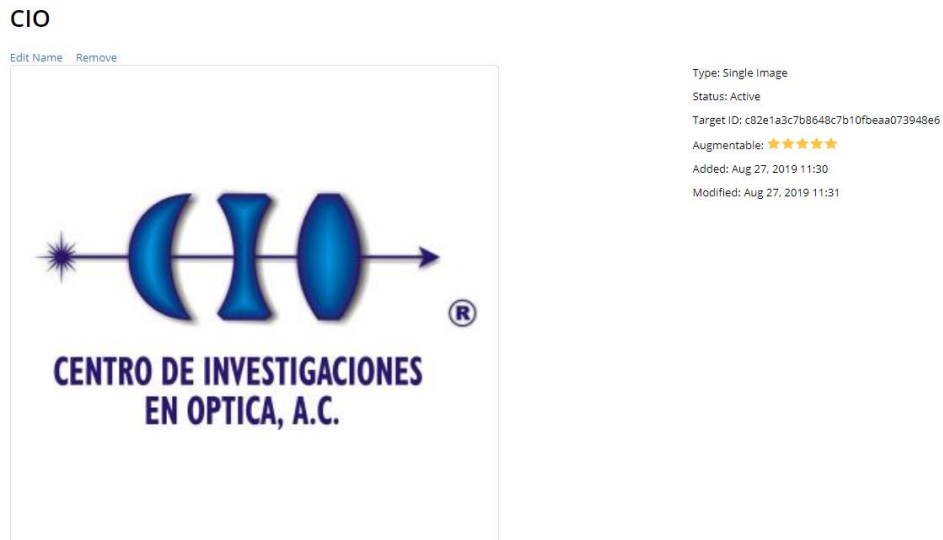 CIO
Edit Name Remove
Type: Single Image
Status: Active
Target ID: c82e1a3c7b8648c7b10fbeaa073948e6
Augmentable:
Added: Aug 27, 2019 11:30
Modified: Aug 27, 2019 11:31
CIO
®
CENTRO DE INVESTIGACIONES
EN OPTICA, A.C.